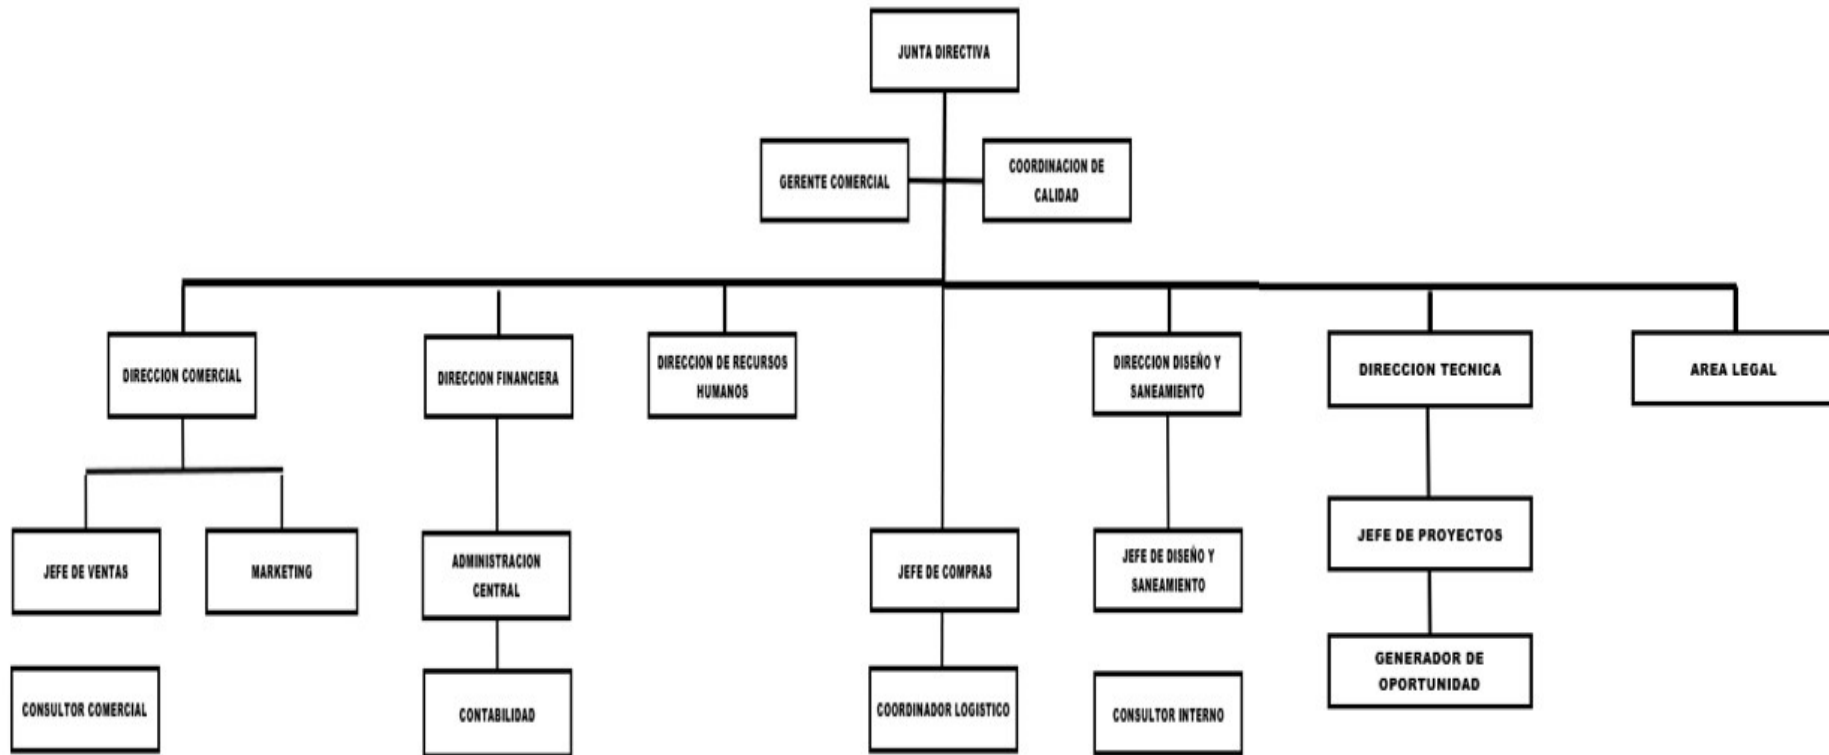 JUNTA DIRECTIVA
GERENTE COMERCIAL
COORDINACION DE
CALIDAD
DIRECCION COMERCIAL
DIRECCION FINANCIERA
DIRECCION DE RECURSOS
HUMANOS
DIRECCION DISEÑO Y
SANEAMIENTO
DIRECCION TECNICA
AREA LEGAL
JEFE DE VENTAS
MARKETING
ADMINISTRACION
CENTRAL
JEFE DE COMPRAS
JEFE DE DISEÑO Y
SANEAMIENTO
JEFE DE PROYECTOS
CONSULTOR COMERCIAL
CONTABILIDAD
COORDINADOR LOGISTICO
CONSULTOR INTERNO
GENERADOR DE
OPORTUNIDAD